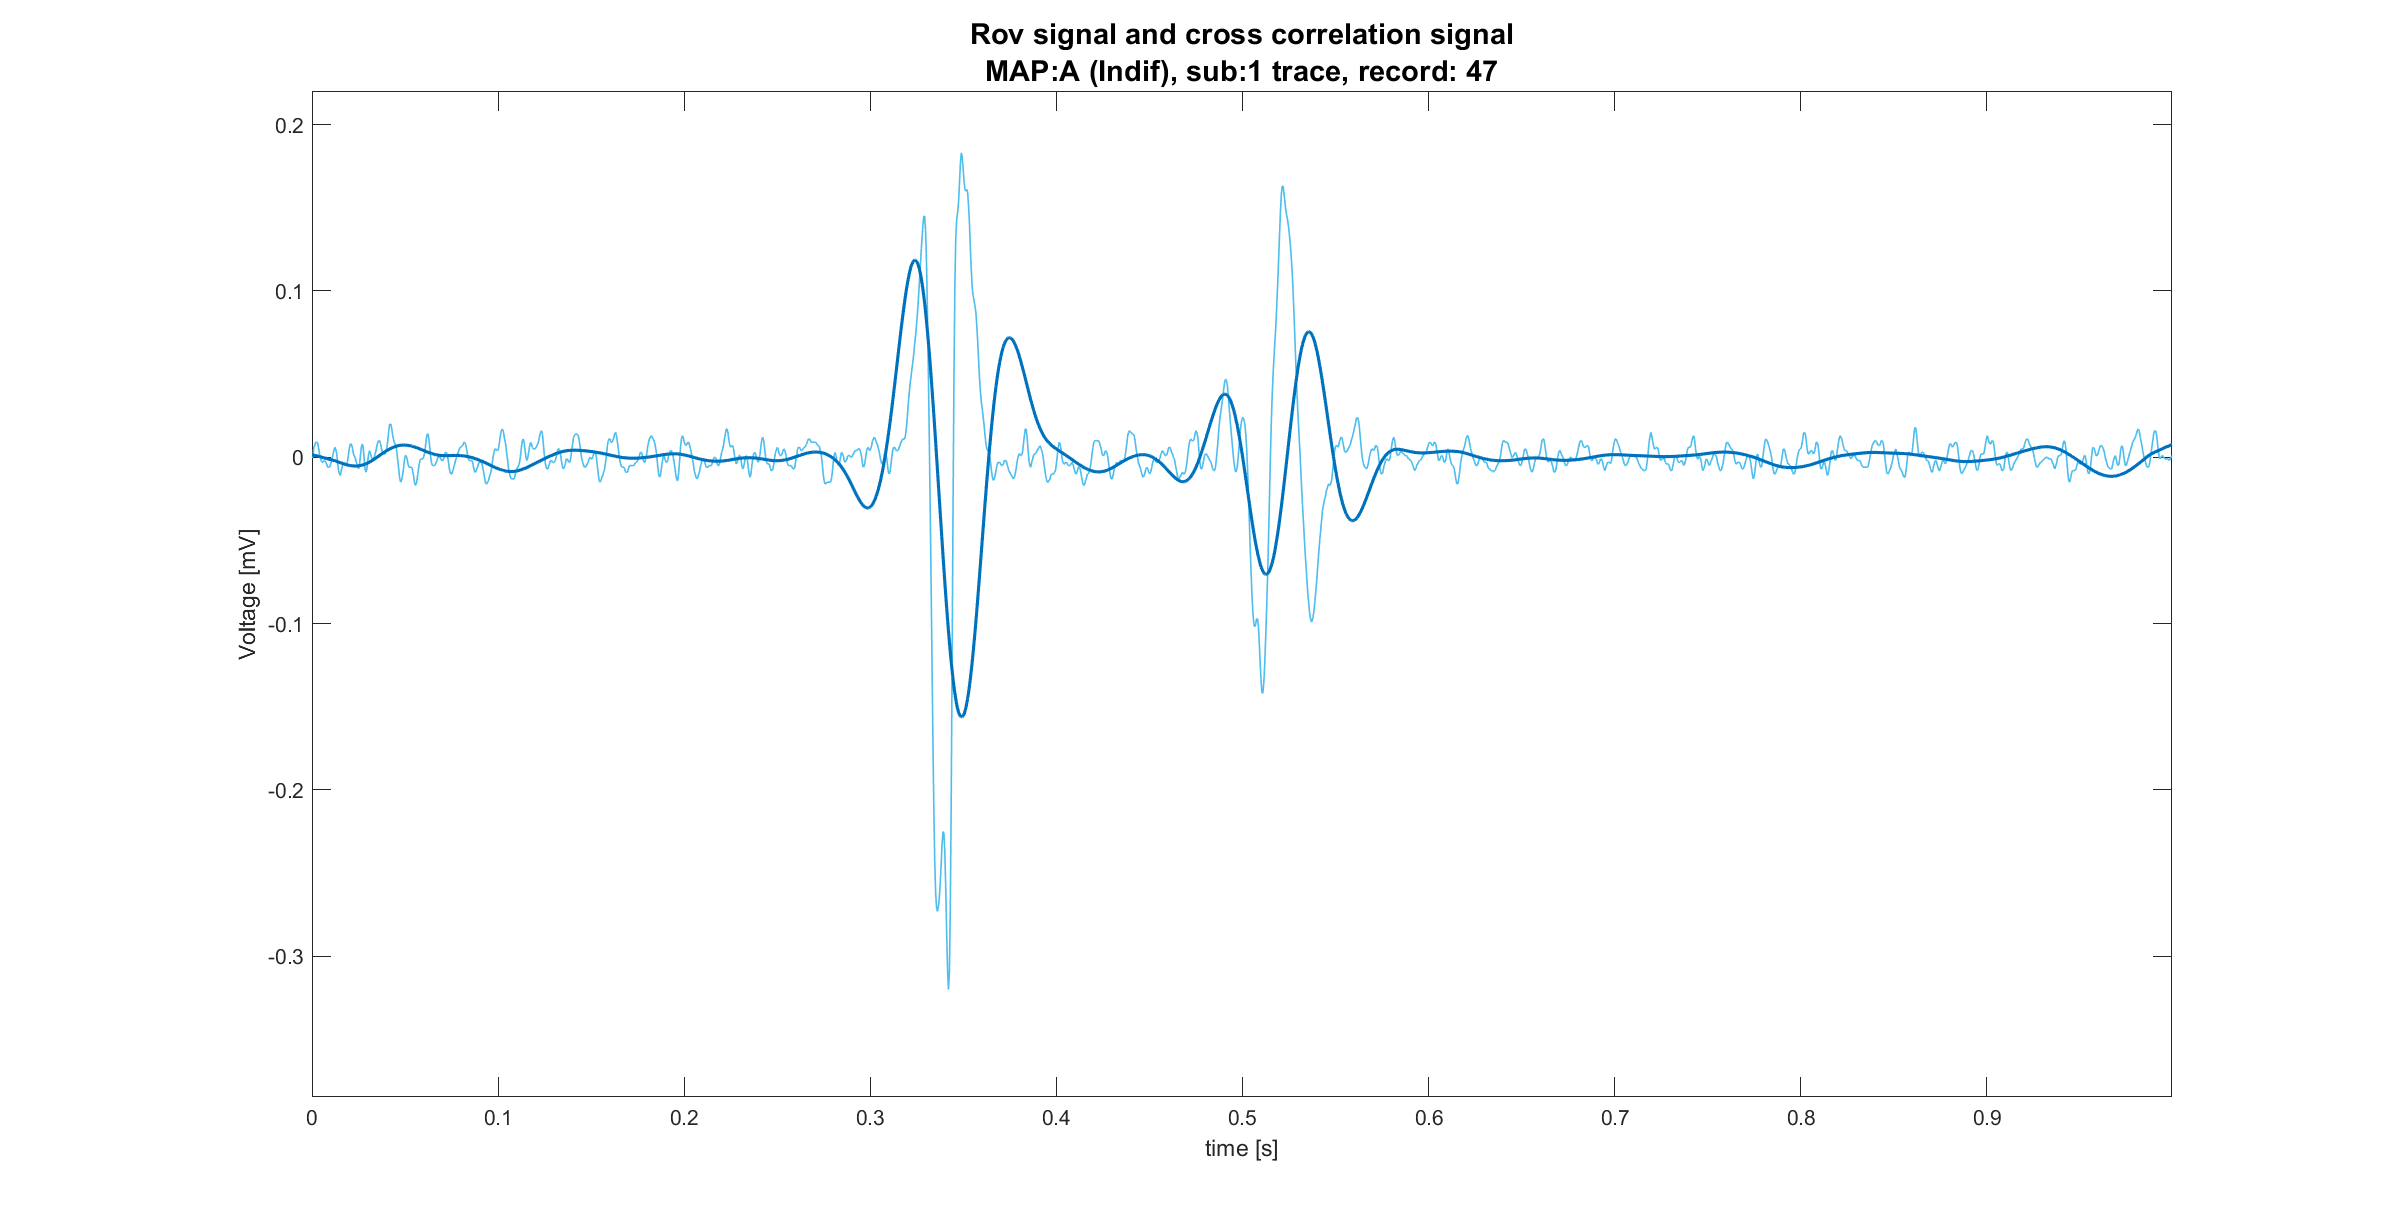 Rov signal and cross correlation signal
MAP:A (Indif), sub:1 trace, record: 47
0.2
0.1
0
-0.1
-0.2
-0.3
Voltage [mV]
0 0.1 0.2 0.3 0.4 0.5 0.6 0.7 0.8 0.9
time [s]